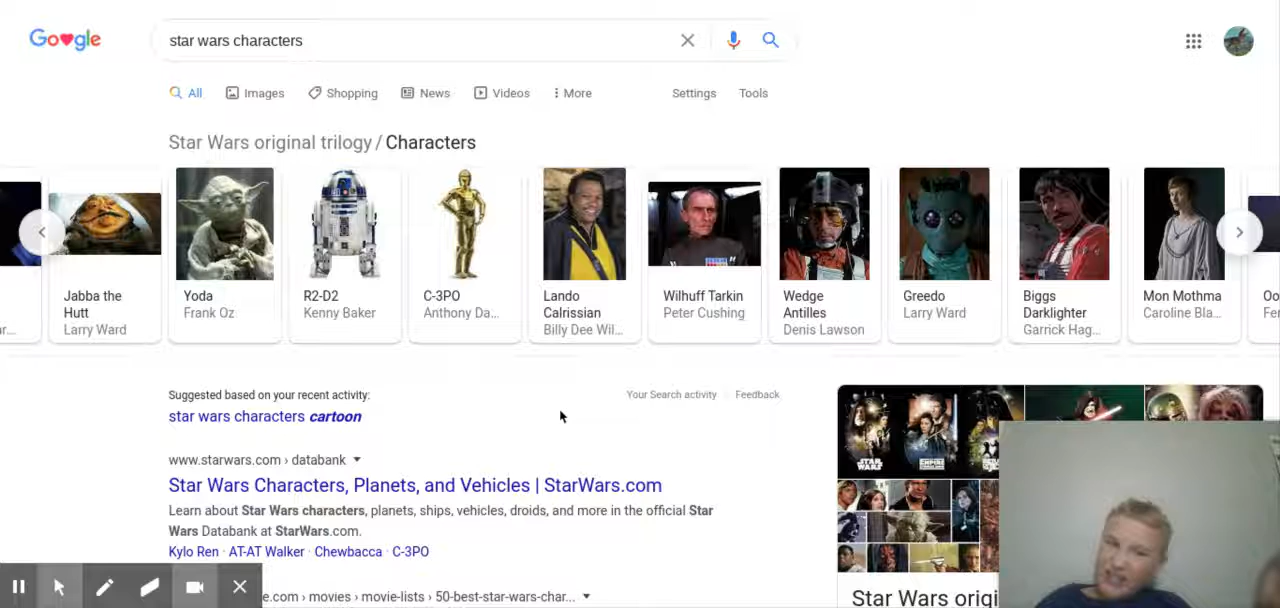 Google
star wars characters
All
Images
Shopping
News
Videos
More
Settings
Tools
Star Wars original trilogy / Characters
ar...
Jabba the
Hutt
Larry Ward
Yoda
Frank Oz
R2-D2
Kenny Baker
C-3PO
Anthony Da...
Lando
Calrissian
Billy Dee Wil...
Wilhuff Tarkin
Peter Cushing
Wedge
Antilles
Denis Lawson
Greedo
Larry Ward
Biggs
Darklighter
Garrick Hag...
Mon Mothma
Caroline Bla...
Suggested based on your recent activity:
Your Search activity
Feedback
star wars characters cartoon
www.starwars.com › databank
Star Wars Characters, Planets, and Vehicles | StarWars.com
Learn about Star Wars characters, planets, ships, vehicles, droids, and more in the official Star
Wars Databank at StarWars.com.
Kylo Ren · AT-AT Walker · Chewbacca · C-3PO
e.com › movies › movie-lists › 50-best-star-wars-char...
Star Wars origi